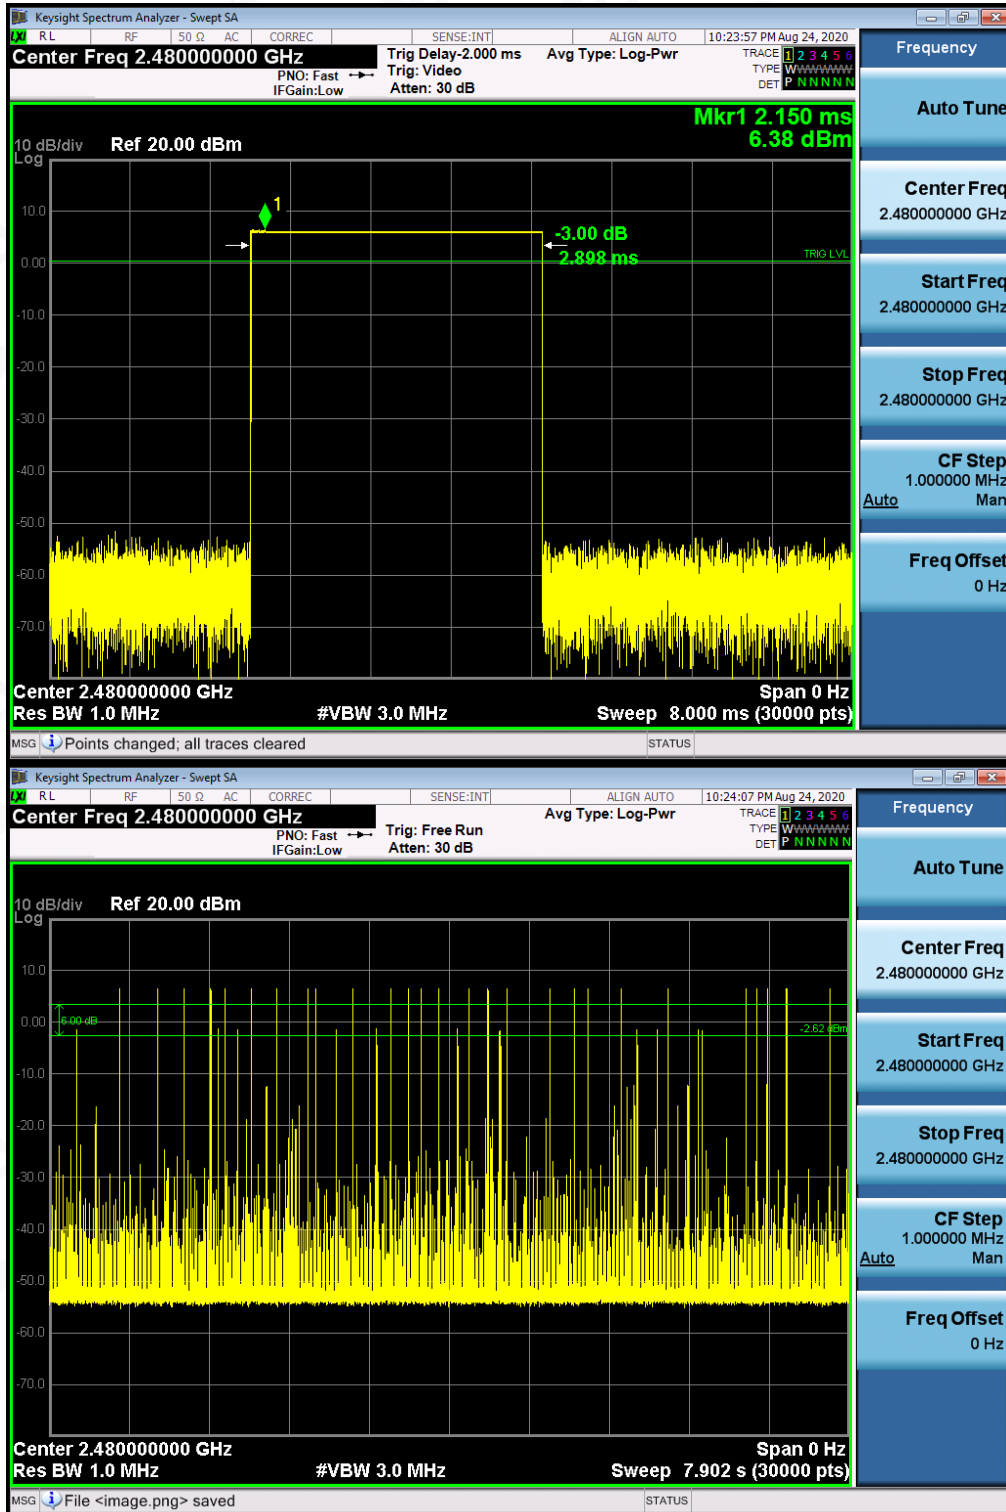 Keysight Spectrum Analyzer - Swept SA
LXI RL RF 50 Ω AC CORREC SENSE:INT ALIGN AUTO 10:23:57 PM Aug 24, 2020
Center Freq 2.480000000 GHz
PNO: Fast
IFGain:Low
Trig Delay-2.000 ms
Trig: Video
Atten: 30 dB
Avg Type: Log-Pwr
TRACE 1 2 3 4 5 6
TYPE WWWWWW
DET P N N N N N
Mkr1 2.150 ms
6.38 dBm
10 dB/div Ref 20.00 dBm
Log
1
10.0
-3.00 dB
2.898 ms
TRIG LVL
0.00
-10.0
-20.0
-30.0
-40.0
-50.0
-60.0
-70.0
Center 2.480000000 GHz Span 0 Hz
Res BW 1.0 MHz #VBW 3.0 MHz Sweep 8.000 ms (30000 pts)
MSG Points changed; all traces cleared STATUS
Frequency
Auto Tune
Center Freq
2.480000000 GHz
Start Freq
2.480000000 GHz
Stop Freq
2.480000000 GHz
CF Step
1.000000 MHz
Auto Man
Freq Offset
0 Hz
Keysight Spectrum Analyzer - Swept SA
LXI RL RF 50 Ω AC CORREC SENSE:INT ALIGN AUTO 10:24:07 PM Aug 24, 2020
Center Freq 2.480000000 GHz
PNO: Fast
IFGain:Low
Trig: Free Run
Atten: 30 dB
Avg Type: Log-Pwr
TRACE 1 2 3 4 5 6
TYPE WWWWWW
DET P N N N N N
10 dB/div Ref 20.00 dBm
Log
10.0
0.00
6.00 dB
-2.62 dBm
-10.0
-20.0
-30.0
-40.0
-50.0
-60.0
-70.0
Center 2.480000000 GHz Span 0 Hz
Res BW 1.0 MHz #VBW 3.0 MHz Sweep 7.902 s (30000 pts)
MSG File <image.png> saved STATUS
Frequency
Auto Tune
Center Freq
2.480000000 GHz
Start Freq
2.480000000 GHz
Stop Freq
2.480000000 GHz
CF Step
1.000000 MHz
Auto Man
Freq Offset
0 Hz